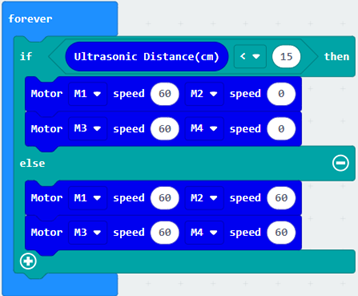 forever
if Ultrasonic Distance(cm) < 15 then
Motor M1 speed 60 M2 speed 0
Motor M3 speed 60 M4 speed 0
else
Motor M1 speed 60 M2 speed 60
Motor M3 speed 60 M4 speed 60